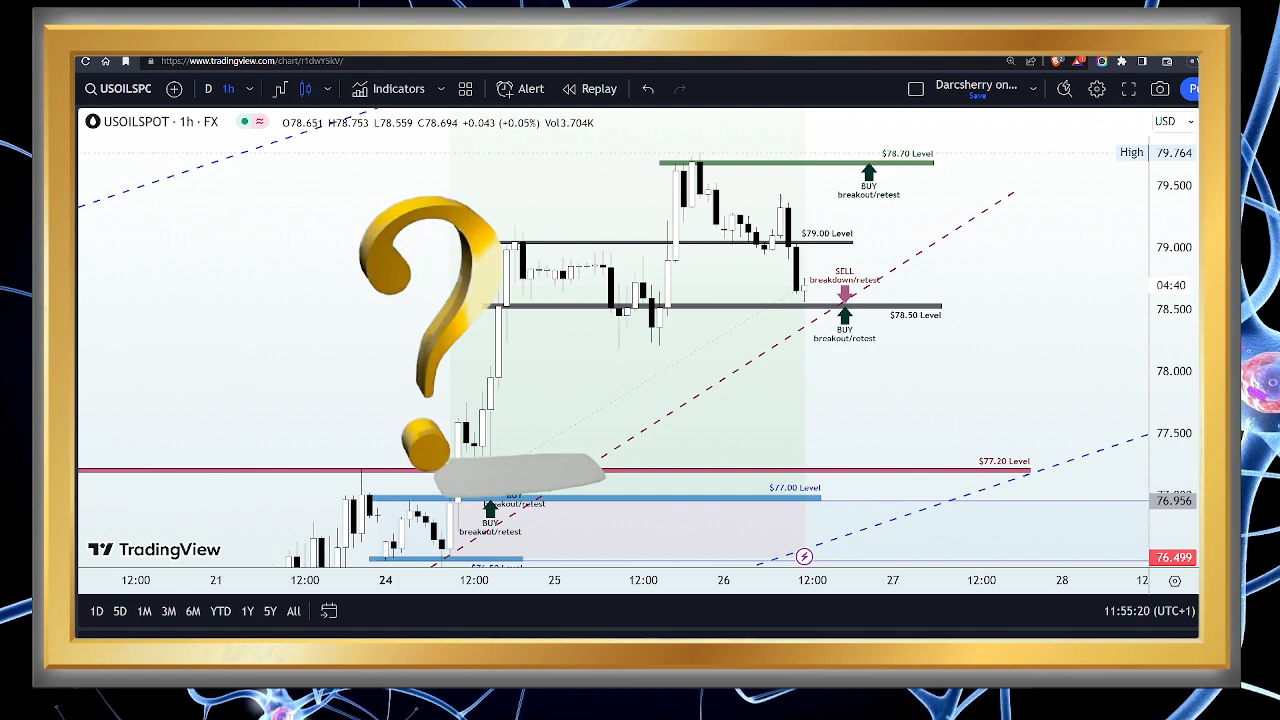 https://www.tradingview.com/chart/r1dwY5kV/
USOILSPC D 1h Indicators Alert Replay Darcsherry on...
Save
USOILSPOT · 1h · FX O78.651 H78.753 L78.559 C78.694 +0.043 (+0.05%) Vol3.704K USD
High 79.764
$78.70 Level
79.500
BUY
breakout/retest
$79.00 Level
79.000
SELL
breakdown/retest
04:40
78.500
$78.50 Level
BUY
breakout/retest
78.000
77.500
$77.20 Level
$77.00 Level
76.956
BUY
breakout/retest
BUY
breakout/retest
TradingView
76.499
12:00 21 12:00 24 12:00 25 12:00 26 12:00 27 12:00 28 12
1D 5D 1M 3M 6M YTD 1Y 5Y All 11:55:20 (UTC+1)